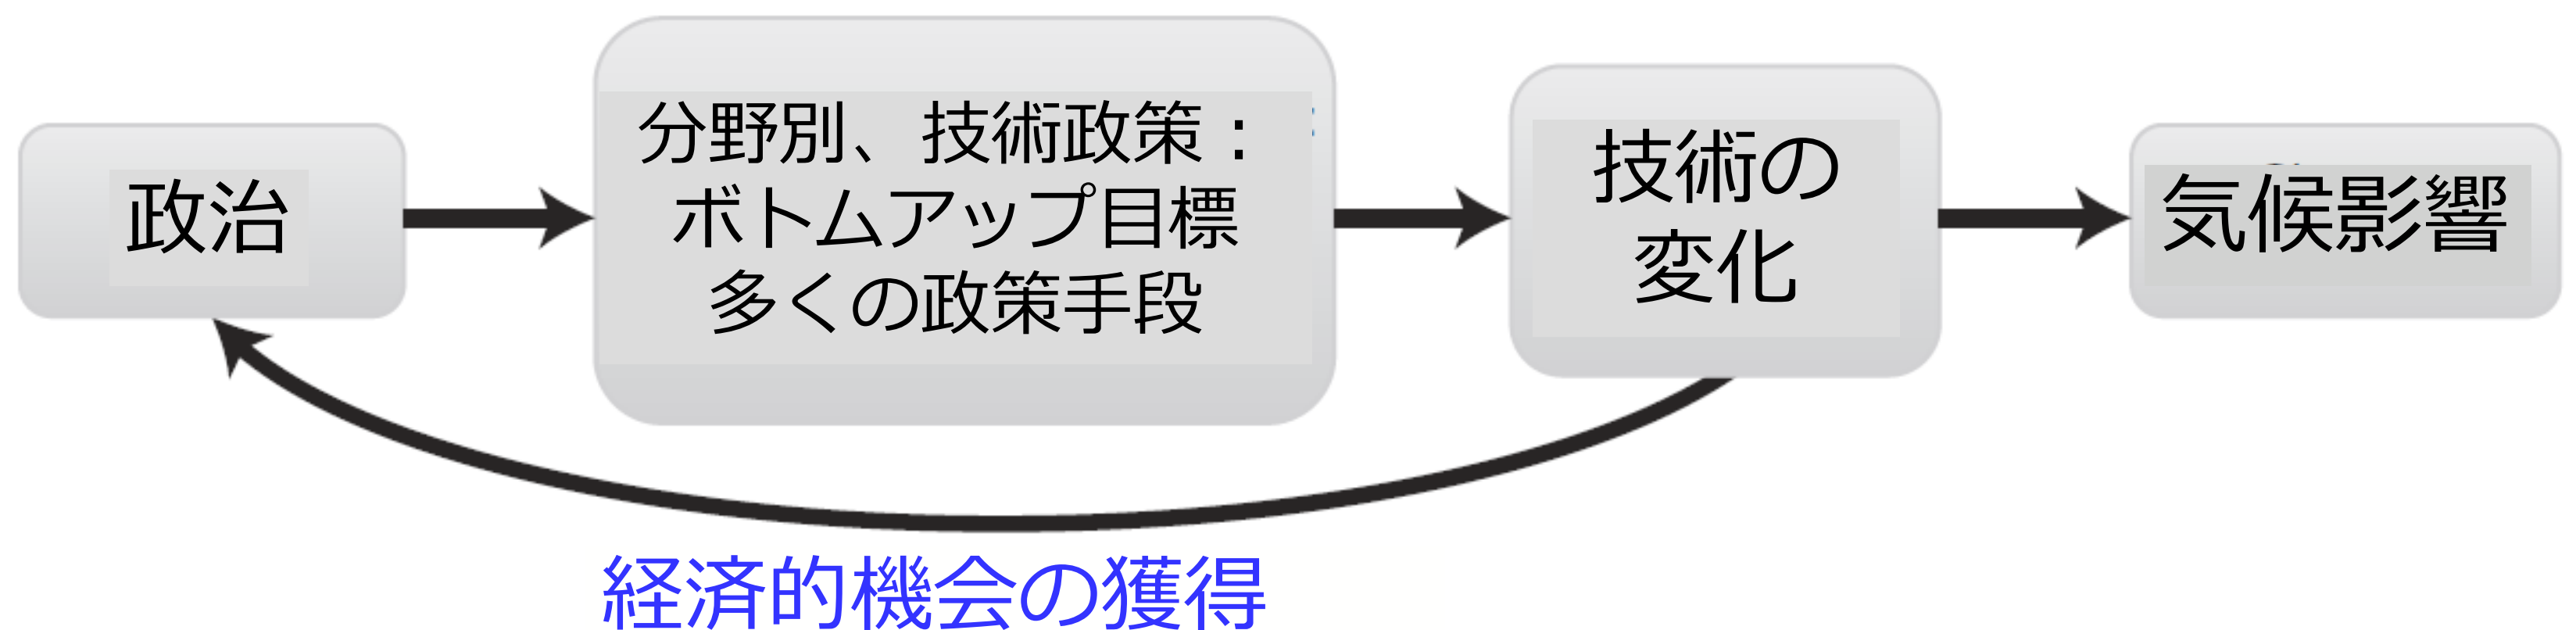 政治
分野別、技術政策：
ボトムアップ目標
多くの政策手段
技術の
変化
気候影響
経済的機会の獲得